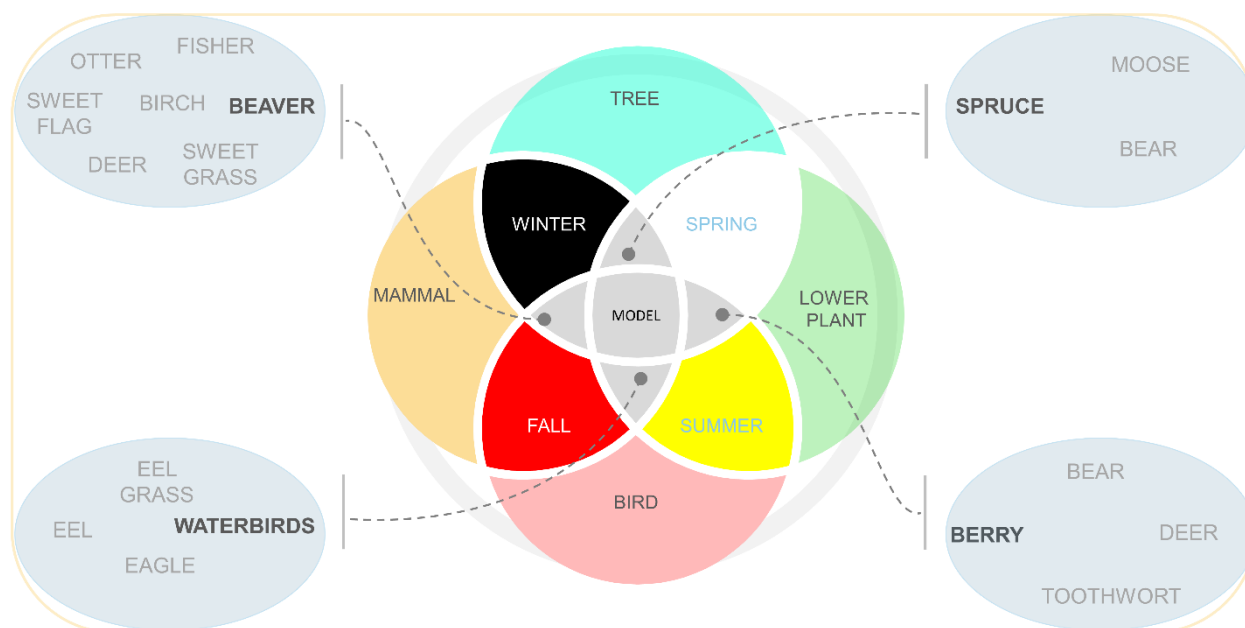 FISHER
OTTER
SWEET
FLAG
BIRCH
BEAVER
DEER
SWEET
GRASS
TREE
MOOSE
SPRUCE
BEAR
WINTER
SPRING
MAMMAL
MODEL
LOWER
PLANT
FALL
SUMMER
BIRD
EEL
GRASS
WATERBIRDS
EEL
EAGLE
BEAR
BERRY
DEER
TOOTHWORT